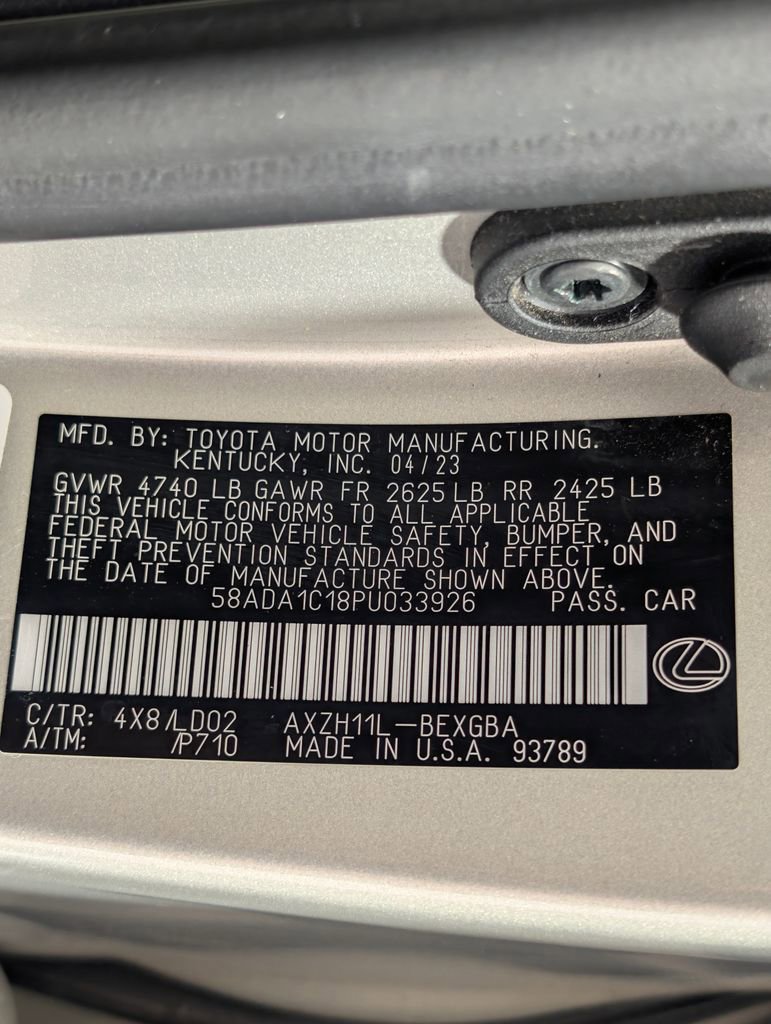 MFD. BY: TOYOTA MOTOR MANUFACTURING.
KENTUCKY, INC. 04/23
GVWR 4740 LB GAWR FR 2625 LB RR 2425 LB
THIS VEHICLE CONFORMS TO ALL APPLICABLE
FEDERAL MOTOR VEHICLE SAFETY, BUMPER, AND
THEFT PREVENTION STANDARDS IN EFFECT ON
THE DATE OF MANUFACTURE SHOWN ABOVE.
58ADA1C18PU033926 PASS. CAR
C/TR: 4X8/LD02 AXZH11L-BEXGBA
A/TM: /P710 MADE IN U.S.A. 93789